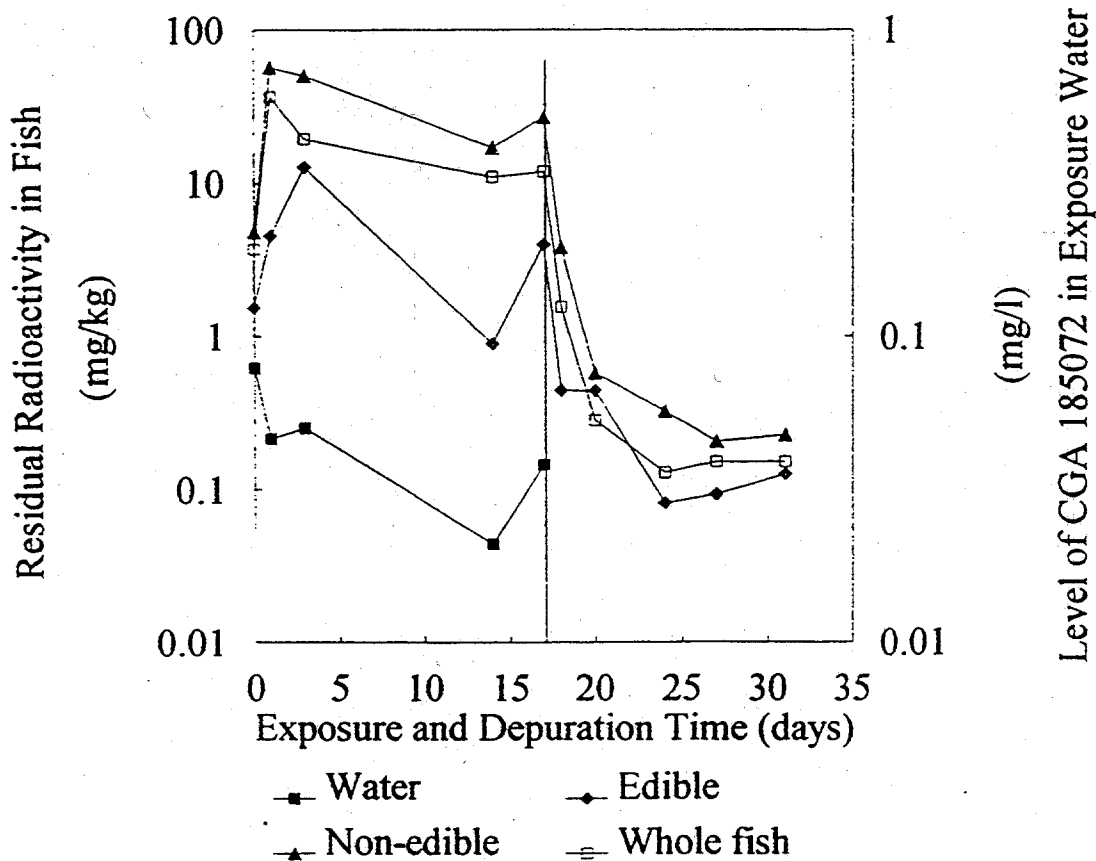 Residual Radioactivity in Fish
(mg/kg)
100
10
1
0.1
0.01
1
0.1
0.01
(mg/l)
Level of CGA 185072 in Exposure Water
0 5 10 15 20 25 30 35
Exposure and Depuration Time (days)
Water
Edible
Non-edible
Whole fish